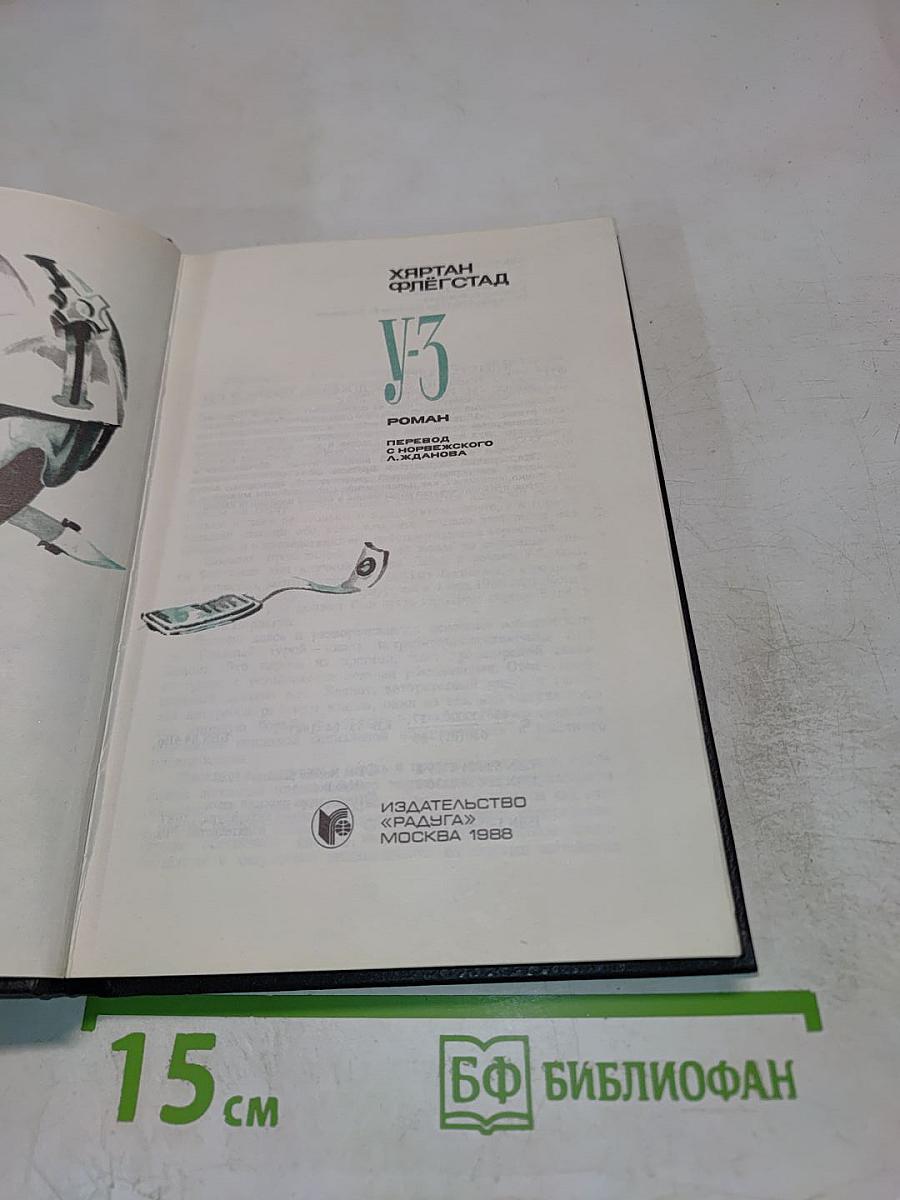 ХЯРТАН
ФЛЁГСТАД
У-3
РОМАН
ПЕРЕВОД
С НОРВЕЖСКОГО
Л. ЖДАНОВА
ИЗДАТЕЛЬСТВО
«РАДУГА»
МОСКВА 1988
15 см
БФ БИБЛИОФАН